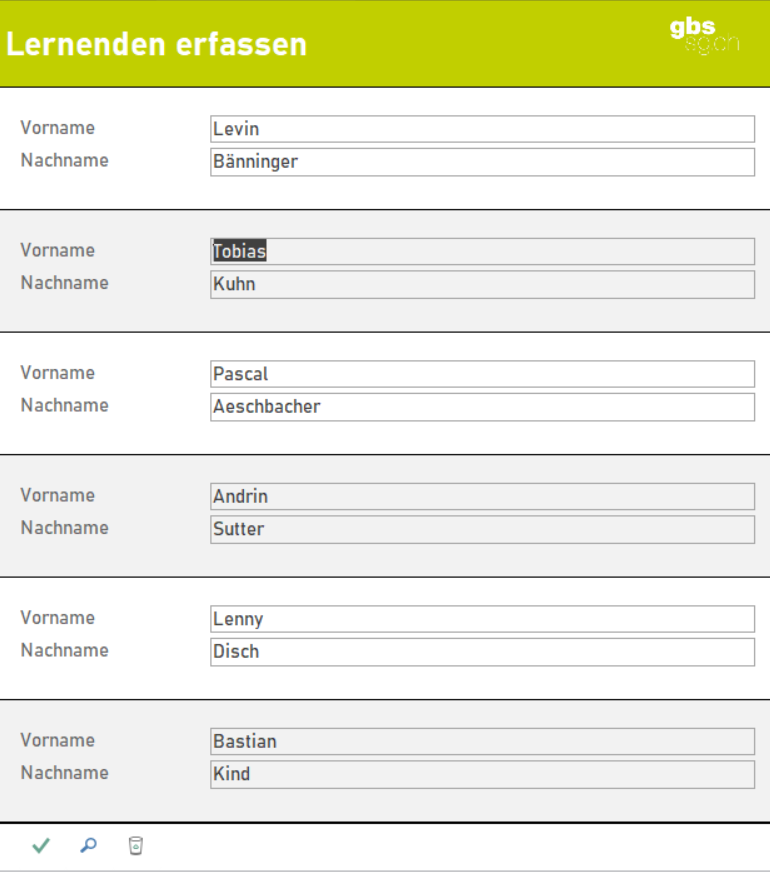 Lernenden erfassen
gbs
sg.ch
Vorname Levin
Nachname Bänninger
Vorname Tobias
Nachname Kuhn
Vorname Pascal
Nachname Aeschbacher
Vorname Andrin
Nachname Sutter
Vorname Lenny
Nachname Disch
Vorname Bastian
Nachname Kind